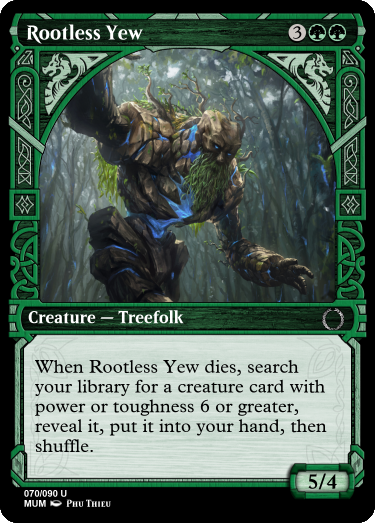 Rootless Yew 3
Creature — Treefolk
When Rootless Yew dies, search
your library for a creature card with
power or toughness 6 or greater,
reveal it, put it into your hand, then
shuffle.
5/4
070/090 U
MUM Phu Thieu